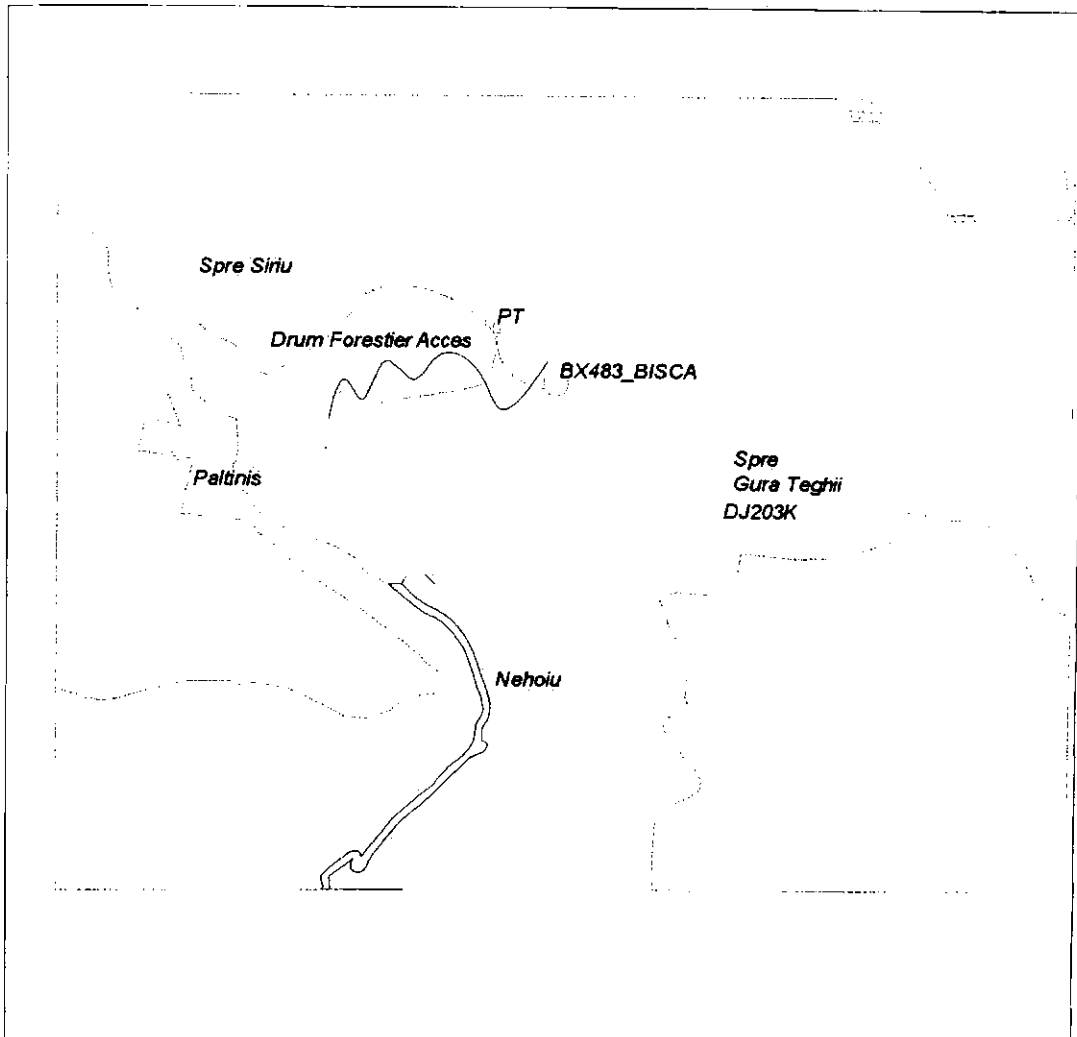 Spre Siriu
PT
Drum Forestier Acces
BX483_BISCA
Spre
Gura Teghii
DJ203K
Paltinis
Nehoiu